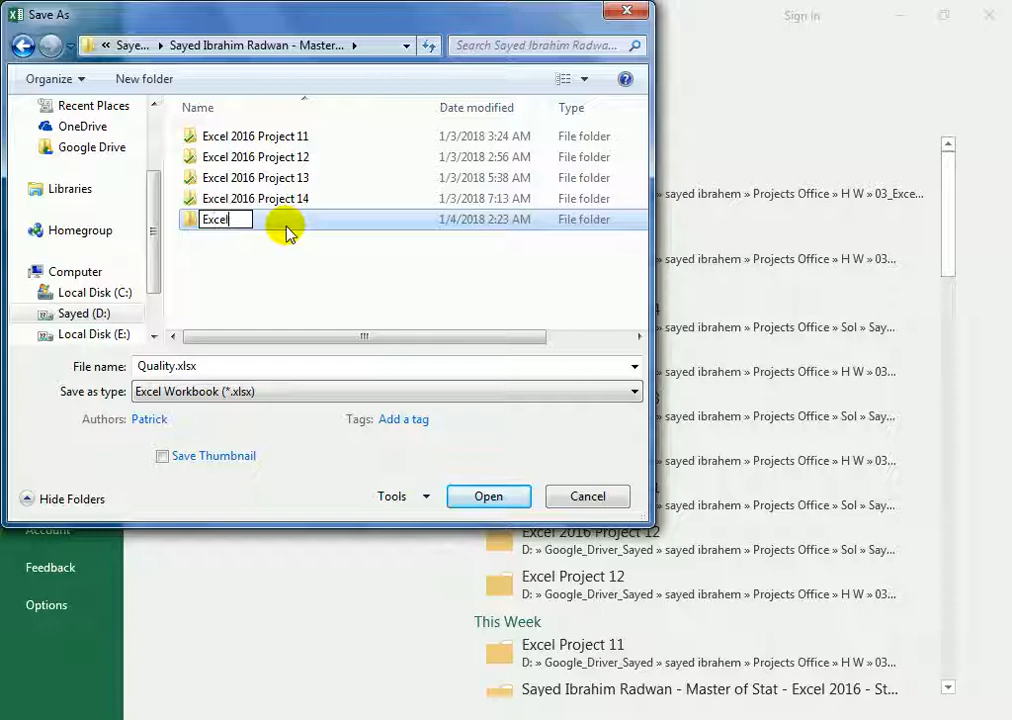 Save As
Sign in
« Saye... Sayed Ibrahim Radwan - Master...
Search Sayed Ibrahim Radwa...
Organize New folder
Recent Places
OneDrive
Google Drive
Libraries
Homegroup
Computer
Local Disk (C:)
Sayed (D:)
Local Disk (E:)
Name Date modified Type
Excel 2016 Project 11 1/3/2018 3:24 AM File folder
Excel 2016 Project 12 1/3/2018 2:56 AM File folder
Excel 2016 Project 13 1/3/2018 5:38 AM File folder
Excel 2016 Project 14 1/3/2018 7:13 AM File folder
Excel 1/4/2018 2:23 AM File folder
File name: Quality.xlsx
Save as type: Excel Workbook (*.xlsx)
Authors: Patrick Tags: Add a tag
Save Thumbnail
Hide Folders Tools Open Cancel
Account
Feedback
Options
sayed ibrahem » Projects Office » H W » 03_Exce...
sayed ibrahem » Projects Office » H W » 03...
sayed ibrahem » Projects Office » Sol » Say...
sayed ibrahem » Projects Office » H W » 03...
sayed ibrahem » Projects Office » Sol » Say...
sayed ibrahem » Projects Office » H W » 03...
sayed ibrahem » Projects Office » Sol » Say...
Excel 2016 Project 12
D: » Google_Driver_Sayed » sayed ibrahem » Projects Office » Sol » Say...
Excel Project 12
D: » Google_Driver_Sayed » sayed ibrahem » Projects Office » H W » 03...
This Week
Excel Project 11
D: » Google_Driver_Sayed » sayed ibrahem » Projects Office » H W » 03...
Sayed Ibrahim Radwan - Master of Stat - Excel 2016 - St...